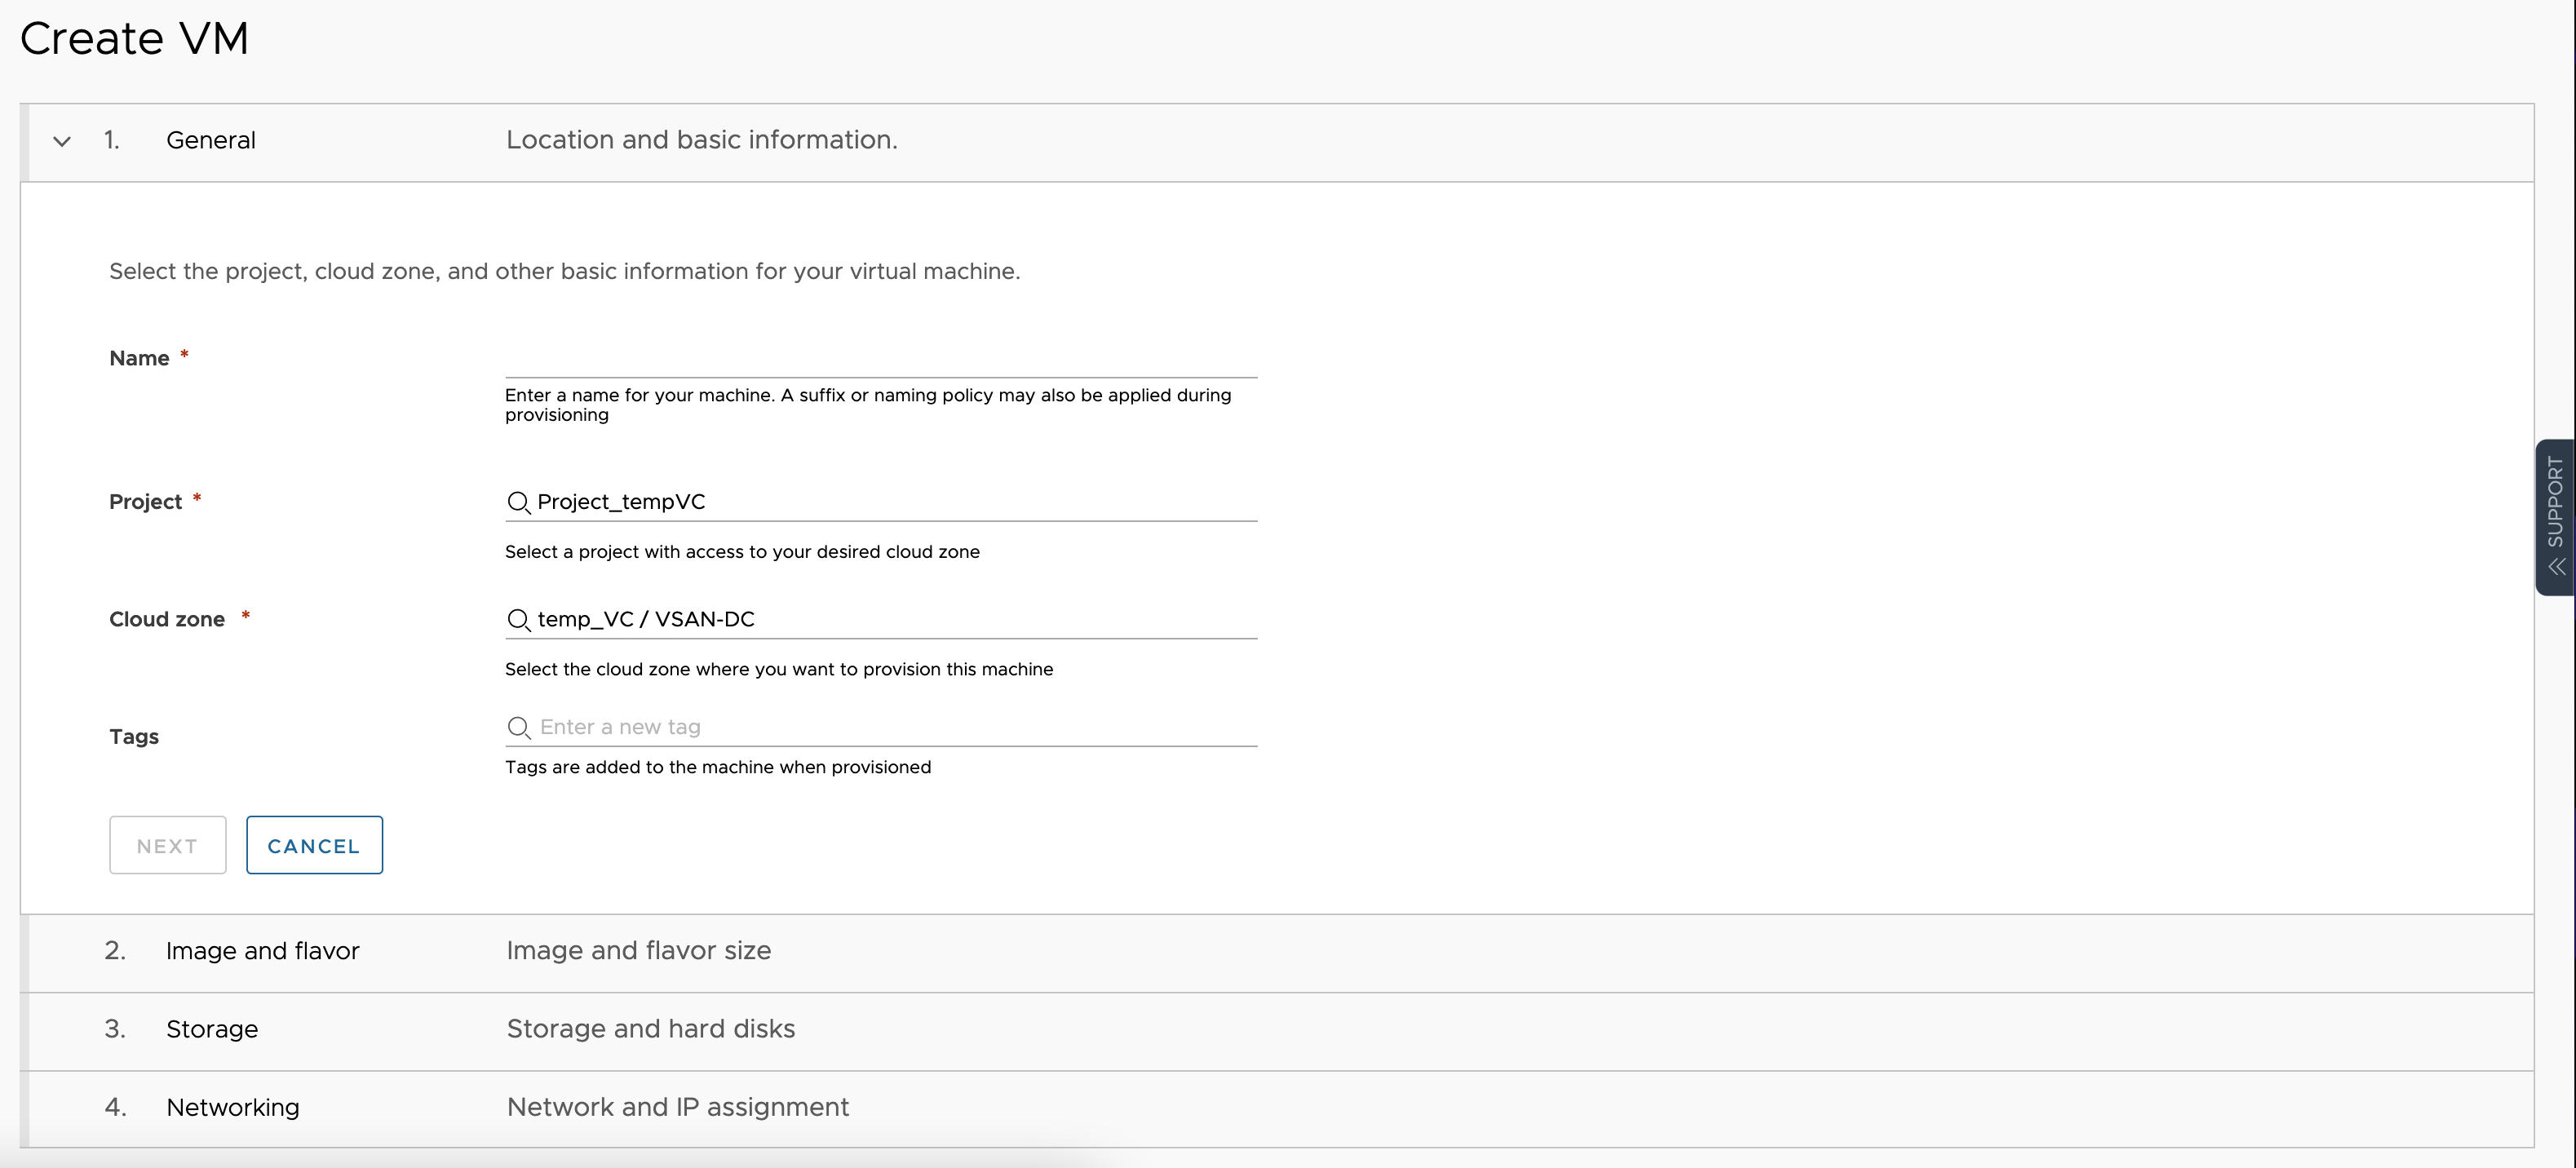 Create VM
1. General Location and basic information.
Select the project, cloud zone, and other basic information for your virtual machine.
Name *
Enter a name for your machine. A suffix or naming policy may also be applied during
provisioning
Project * Project_tempVC
Select a project with access to your desired cloud zone
Cloud zone * temp_VC / VSAN-DC
Select the cloud zone where you want to provision this machine
Tags Enter a new tag
Tags are added to the machine when provisioned
NEXT CANCEL
2. Image and flavor Image and flavor size
3. Storage Storage and hard disks
4. Networking Network and IP assignment
SUPPORT